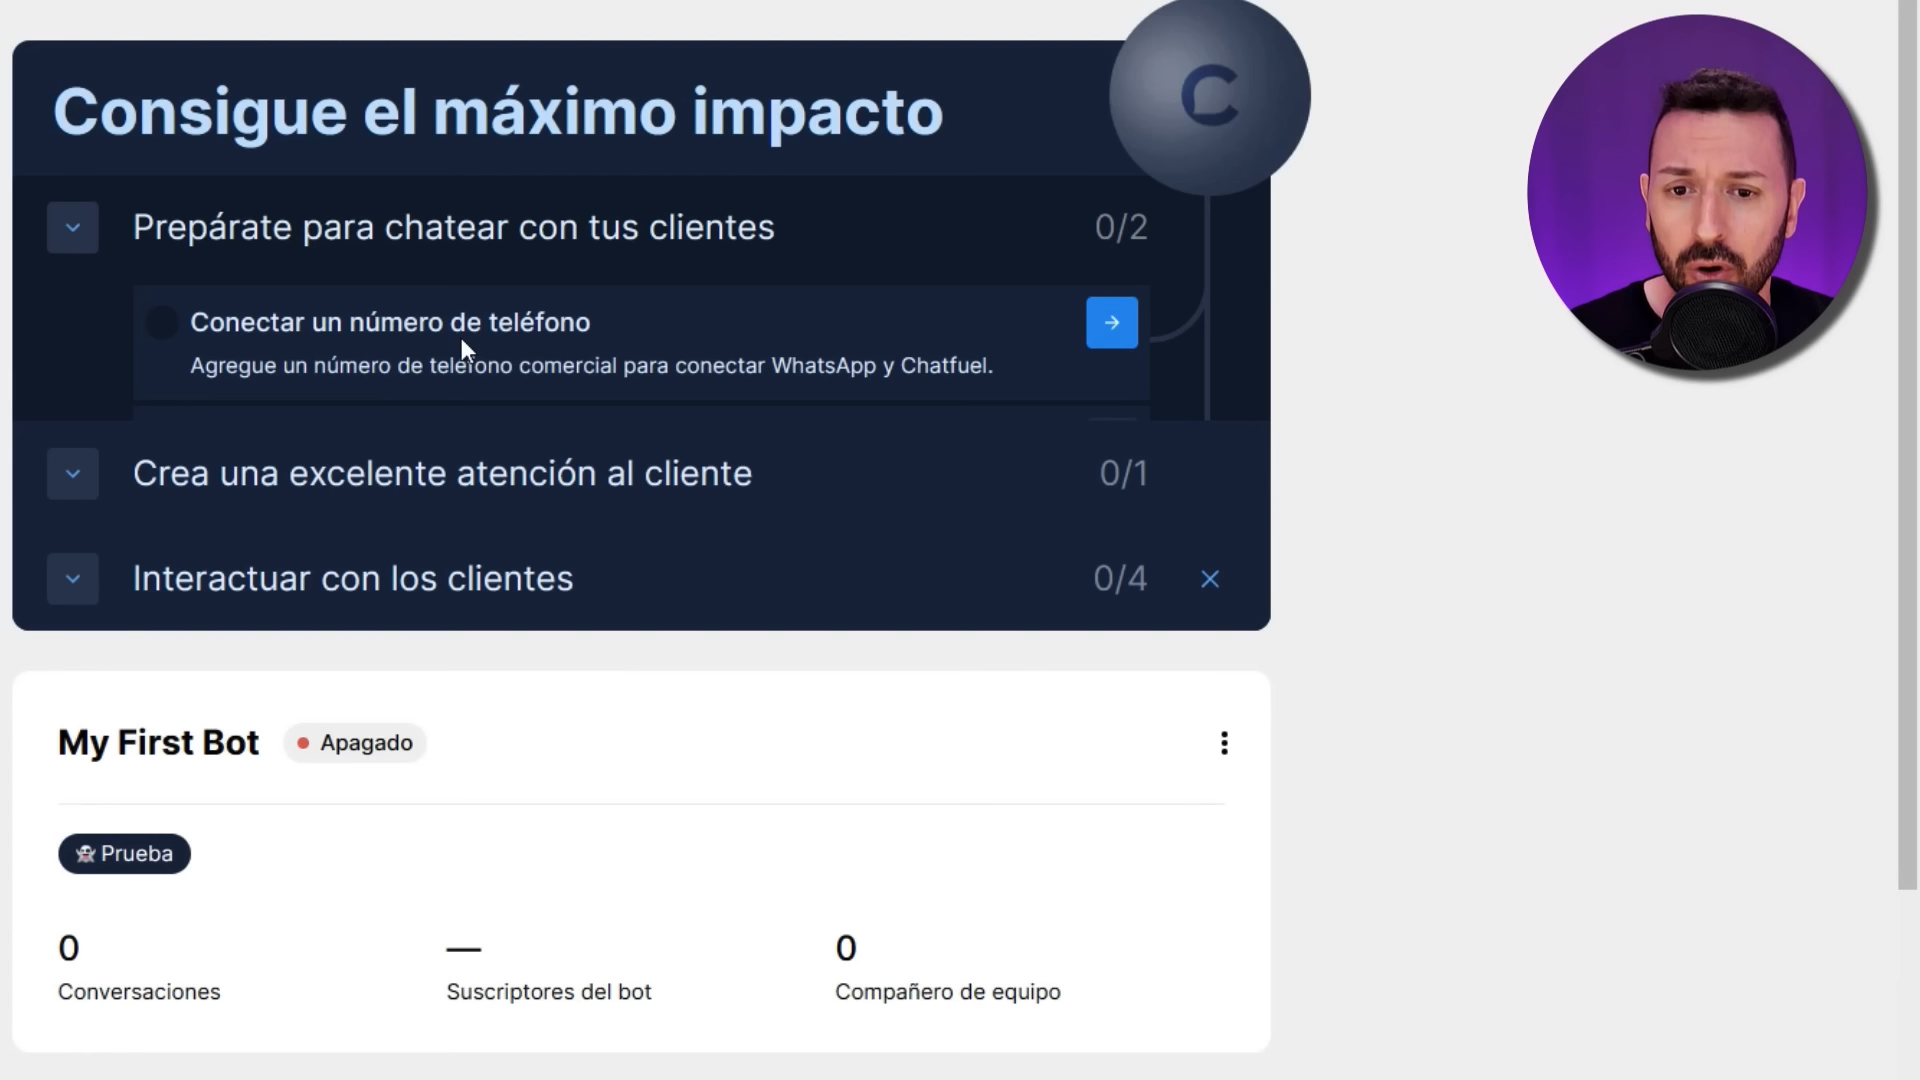 Consigue el máximo impacto
Prepárate para chatear con tus clientes
0/2
Conectar un número de teléfono
Agregue un número de teléfono comercial para conectar WhatsApp y Chatfuel.
Crea una excelente atención al cliente
0/1
Interactuar con los clientes
0/4
My First Bot
Apagado
Prueba
0
—
0
Conversaciones
Suscriptores del bot
Compañero de equipo